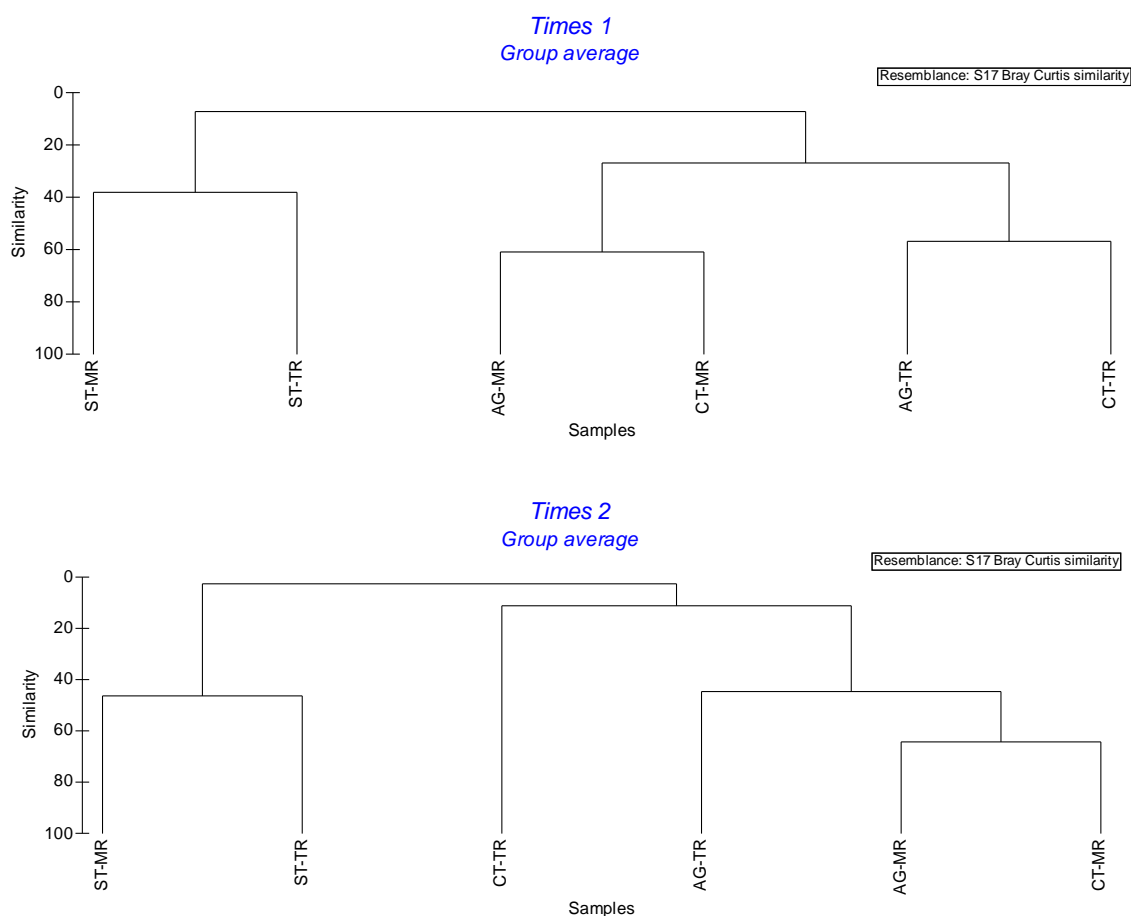 Times 1
Group average
Resemblance: S17 Bray Curtis similarity
0
20
40
60
80
100
Similarity
ST-MR
ST-TR
AG-MR
CT-MR
AG-TR
CT-TR
Samples
Times 2
Group average
Resemblance: S17 Bray Curtis similarity
0
20
40
60
80
100
Similarity
ST-MR
ST-TR
CT-TR
AG-TR
AG-MR
CT-MR
Samples